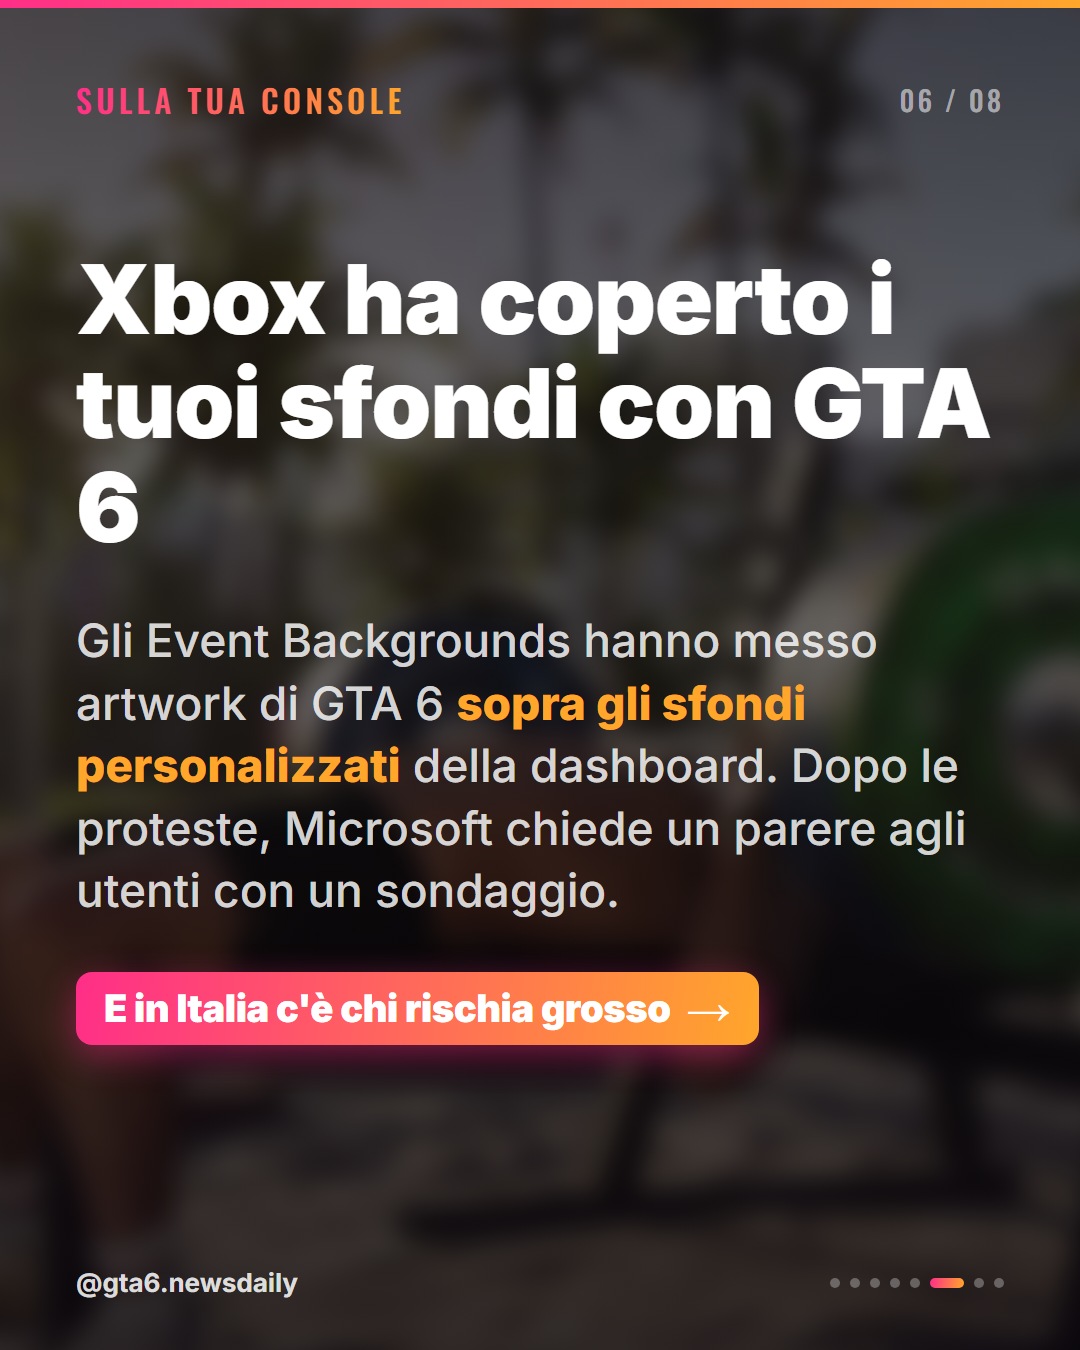 SULLA TUA CONSOLE
06 / 08
Xbox ha coperto i
tuoi sfondi con GTA
6
Gli Event Backgrounds hanno messo
artwork di GTA 6 sopra gli sfondi
personalizzati della dashboard. Dopo le
proteste, Microsoft chiede un parere agli
utenti con un sondaggio.
E in Italia c'è chi rischia grosso →
@gta6.newsdaily